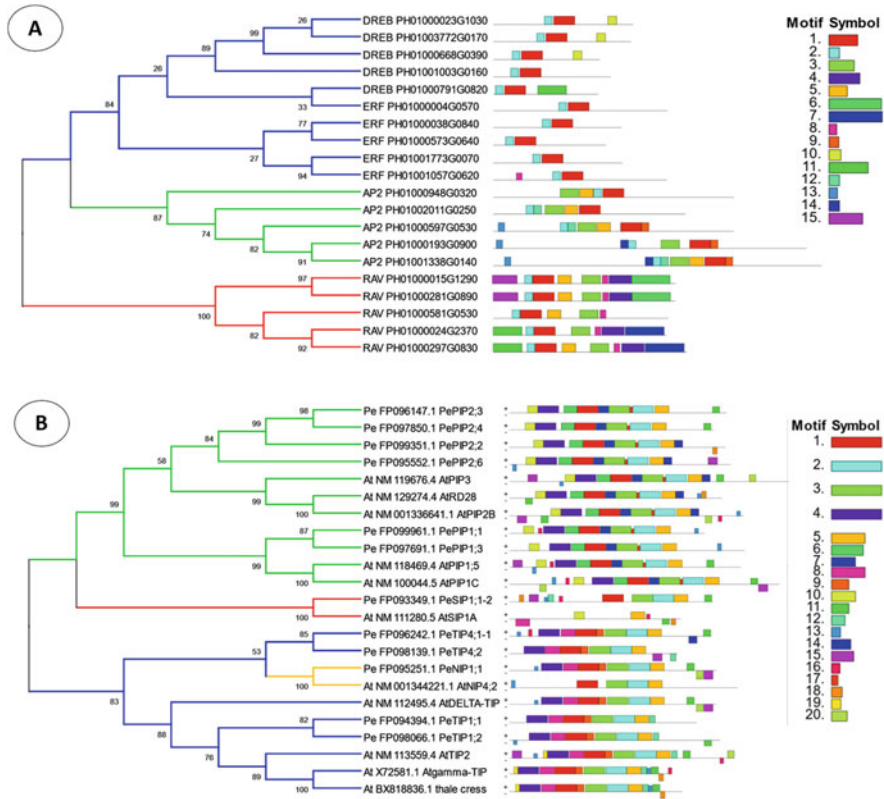 A
Motif Symbol
1.
2.
3.
4.
5.
6.
7.
8.
9.
10.
11.
12.
13.
14.
15.
26 DREB PH01000023G1030
99 DREB PH01003772G0170
89 DREB PH01000668G0390
26 DREB PH01001003G0160
DREB PH01000791G0820
84 33 ERF PH01000004G0570
77 ERF PH01000038G0840
ERF PH01000573G0640
27 ERF PH01001773G0070
94 ERF PH01001057G0620
AP2 PH01000948G0320
87 AP2 PH01002011G0250
74 AP2 PH01000597G0530
82 AP2 PH01000193G0900
91 AP2 PH01001338G0140
97 RAV PH01000015G1290
RAV PH01000281G0890
100 RAV PH01000581G0530
82 RAV PH01000024G2370
92 RAV PH01000297G0830
B
Motif Symbol
1.
2.
3.
4.
5.
6.
7.
8.
9.
10.
11.
12.
13.
14.
15.
16.
17.
18.
19.
20.
98 Pe FP096147.1 PePIP2;3
99 Pe FP097850.1 PePIP2;4
84 Pe FP099351.1 PePIP2;2
58 Pe FP095552.1 PePIP2;6
At NM 119676.4 AtPIP3
99 At NM 129274.4 AtRD28
99 100 At NM 001336641.1 AtPIP2B
87 Pe FP099961.1 PePIP1;1
Pe FP097691.1 PePIP1;3
99 At NM 118469.4 AtPIP1;5
100 At NM 100044.5 AtPIP1C
Pe FP093349.1 PeSIP1;1-2
100 At NM 111280.5 AtSIP1A
85 Pe FP096242.1 PeTIP4;1-1
53 Pe FP098139.1 PeTIP4;2
Pe FP095251.1 PeNIP1;1
100 At NM 001344221.1 AtNIP4;2
83 At NM 112495.4 AtDELTA-TIP
88 82 Pe FP094394.1 PeTIP1;1
Pe FP098066.1 PeTIP1;2
76 At NM 113559.4 AtTIP2
89 At X72581.1 Atgamma-TIP
100 At BX818836.1 thale cress